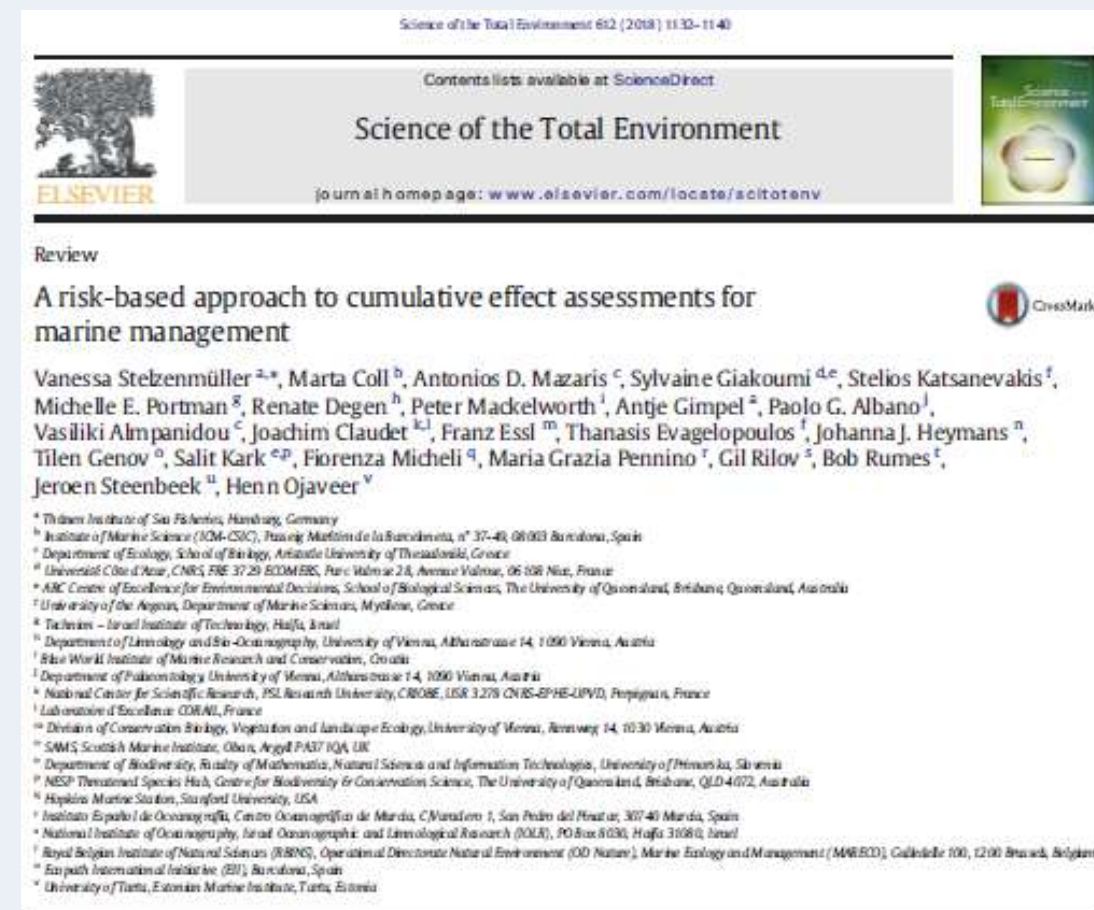 Science of the Total Environment 612 (2018) 1132–1140
Contents lists available at ScienceDirect
Science of the Total Environment
journal homepage: www.elsevier.com/locate/scitotenv
ELSEVIER
Science of the
Total Environment
Review
A risk-based approach to cumulative effect assessments for
marine management
CrossMark
Vanessa Stelzenmüller a,*, Marta Coll b, Antonios D. Mazaris c, Sylvaine Giakoumi d,e, Stelios Katsanevakis f,
Michelle E. Portman g, Renate Degen h, Peter Mackelworth i, Antje Gimpel a, Paolo G. Albano j,
Vasiliki Almpanidou c, Joachim Claudet k,l, Franz Essl m, Thanasis Evagelopoulos f, Johanna J. Heymans n,
Tilen Genov o, Salit Kark e,p, Fiorenza Micheli q, Maria Grazia Pennino r, Gil Rilov s, Bob Rumes t,
Jeroen Steenbeek u, Henn Ojaveer v
a Thünen Institute of Sea Fisheries, Hamburg, Germany
b Institute of Marine Science (ICM-CSIC), Passeig Marítim de la Barceloneta, n° 37-49, 08003 Barcelona, Spain
c Department of Ecology, School of Biology, Aristotle University of Thessaloniki, Greece
d Université Côte d'Azur, CNRS, FRE 3729 ECOMERS, Parc Valrose 28, Avenue Valrose, 06108 Nice, France
e ARC Centre of Excellence for Environmental Decisions, School of Biological Sciences, The University of Queensland, Brisbane, Queensland, Australia
f University of the Aegean, Department of Marine Sciences, Mytilene, Greece
g Technion – Israel Institute of Technology, Haifa, Israel
h Department of Limnology and Bio-Oceanography, University of Vienna, Althanstrasse 14, 1090 Vienna, Austria
i Blue World Institute of Marine Research and Conservation, Croatia
j Department of Palaeontology, University of Vienna, Althanstrasse 14, 1090 Vienna, Austria
k National Center for Scientific Research, PSL Research University, CRIOBE, USR 3278 CNRS-EPHE-UPVD, Perpignan, France
l Laboratoire d'Excellence CORAIL, France
m Division of Conservation Biology, Vegetation and Landscape Ecology, University of Vienna, Rennweg 14, 1030 Vienna, Austria
n SAMS, Scottish Marine Institute, Oban, Argyll PA37 1QA, UK
o Department of Biodiversity, Faculty of Mathematics, Natural Sciences and Information Technologies, University of Primorska, Slovenia
p NESP Threatened Species Hub, Centre for Biodiversity & Conservation Science, The University of Queensland, Brisbane, QLD 4072, Australia
q Hopkins Marine Station, Stanford University, USA
r Instituto Español de Oceanografía, Centro Oceanográfico de Murcia, C/Varadero 1, San Pedro del Pinatar, 30740 Murcia, Spain
s National Institute of Oceanography, Israel Oceanographic and Limnological Research (IOLR), PO Box 8030, Haifa 31080, Israel
t Royal Belgian Institute of Natural Sciences (RBINS), Operational Directorate Natural Environment (OD Nature), Marine Ecology and Management (MARECO), Gulledelle 100, 1200 Brussels, Belgium
u Ecopath International Initiative (EII), Barcelona, Spain
v University of Tartu, Estonian Marine Institute, Tartu, Estonia